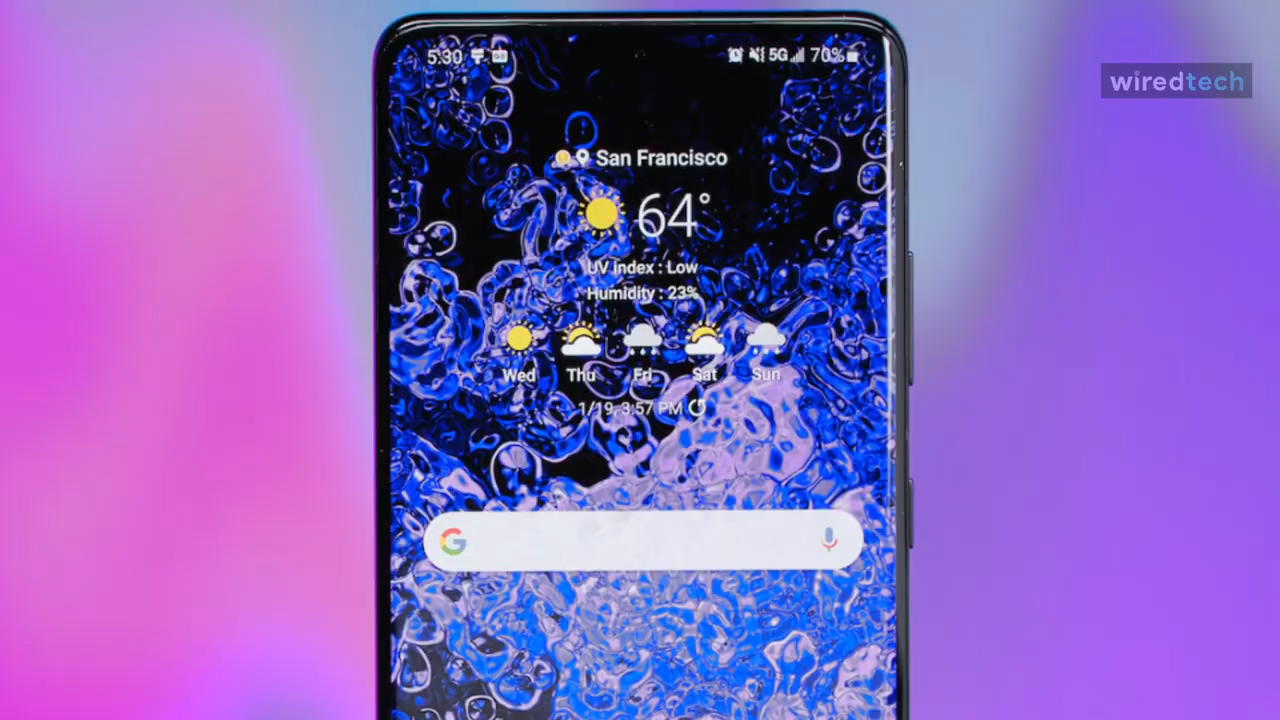 5:30
5G 70%
wiredtech
San Francisco
64°
UV index : Low
Humidity : 23%
Wed Thu Fri Sat Sun
1/19, 3:57 PM
G